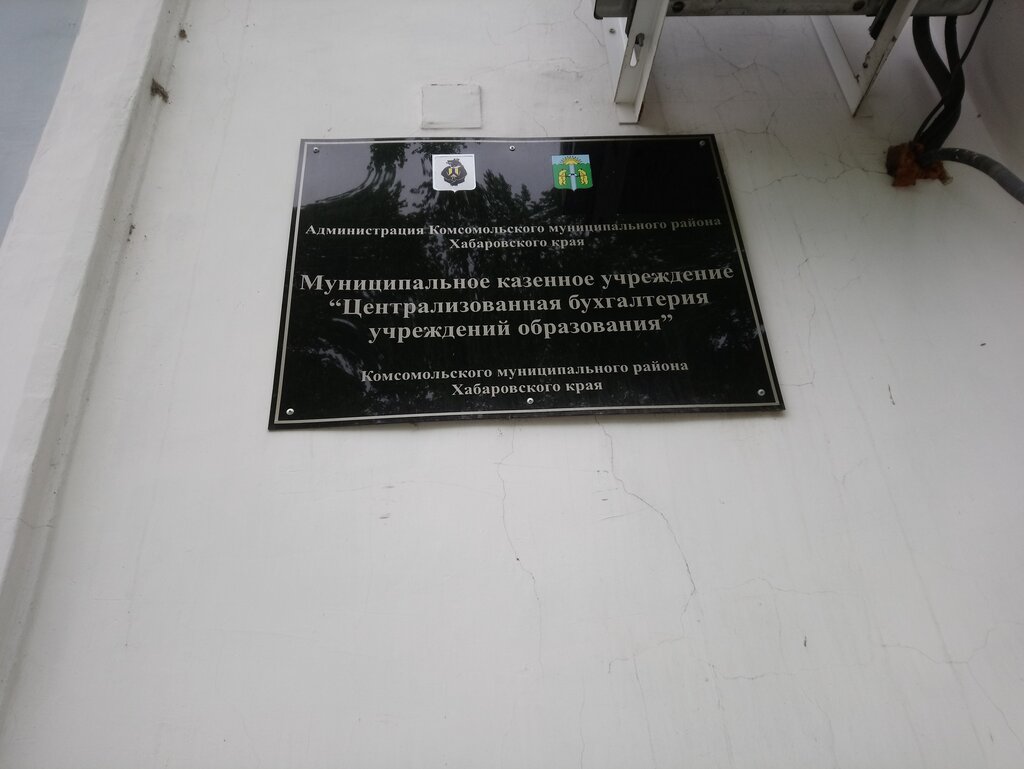 Администрация Комсомольского муниципального района
Хабаровского края
Муниципальное казенное учреждение
“Централизованная бухгалтерия
учреждений образования”
Комсомольского муниципального района
Хабаровского края